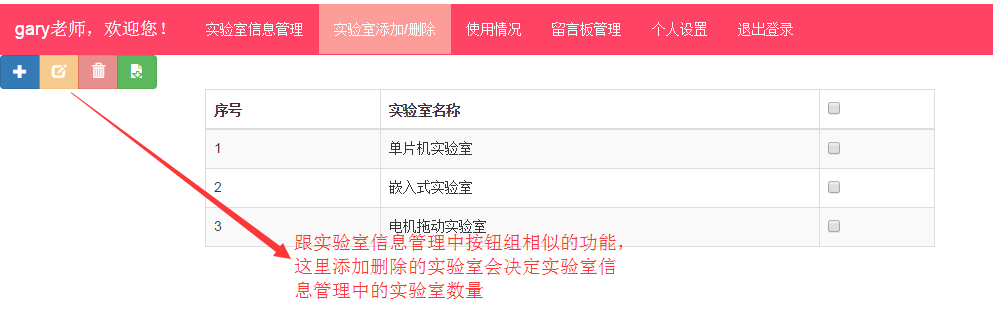 gary老师，欢迎您！ 实验室信息管理 实验室添加/删除 使用情况 留言板管理 个人设置 退出登录
序号 实验室名称
1 单片机实验室
2 嵌入式实验室
3 电机拖动实验室
跟实验室信息管理中按钮组相似的功能，
这里添加删除的实验室会决定实验室信
息管理中的实验室数量